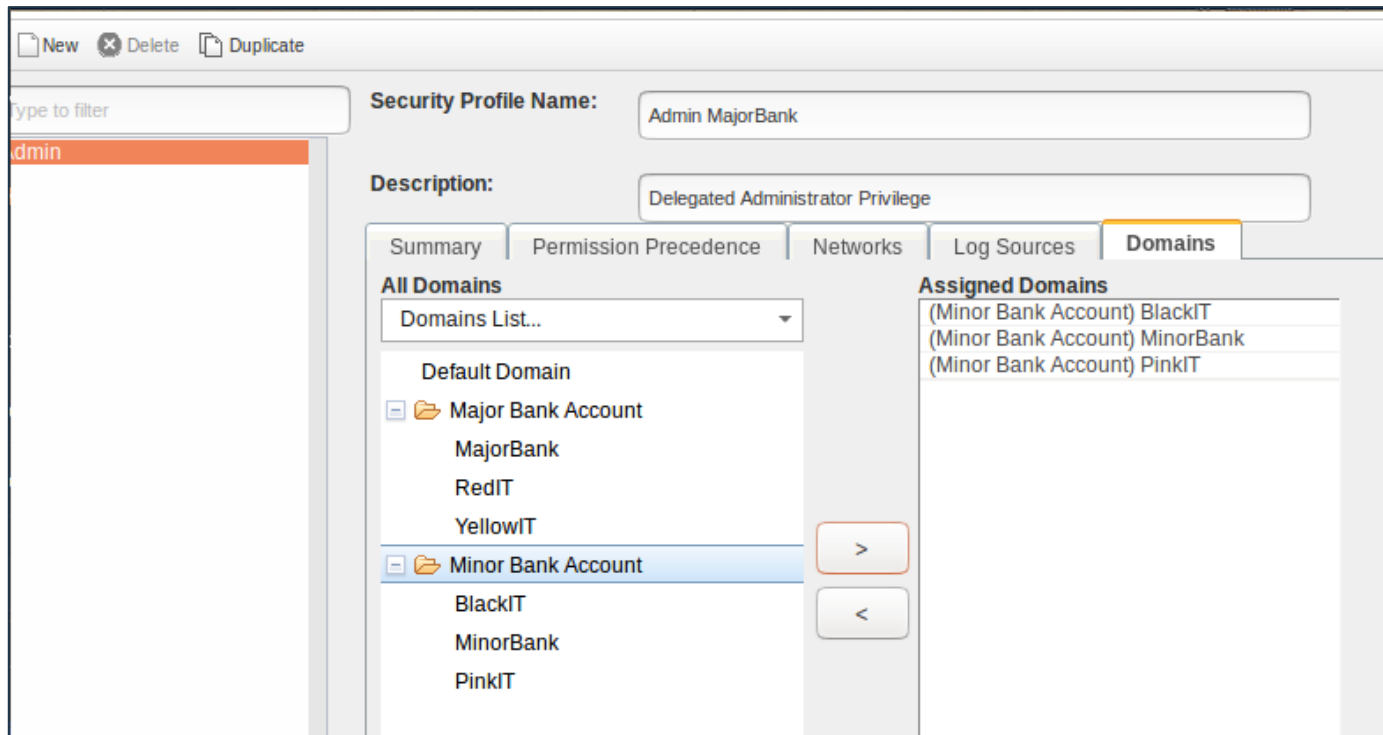 New Delete Duplicate
Type to filter
Admin
Security Profile Name:
Admin MajorBank
Description:
Delegated Administrator Privilege
Summary Permission Precedence Networks Log Sources Domains
All Domains
Domains List...
Default Domain
Major Bank Account
MajorBank
RedIT
YellowIT
Minor Bank Account
BlackIT
MinorBank
PinkIT
>
<
Assigned Domains
(Minor Bank Account) BlackIT
(Minor Bank Account) MinorBank
(Minor Bank Account) PinkIT